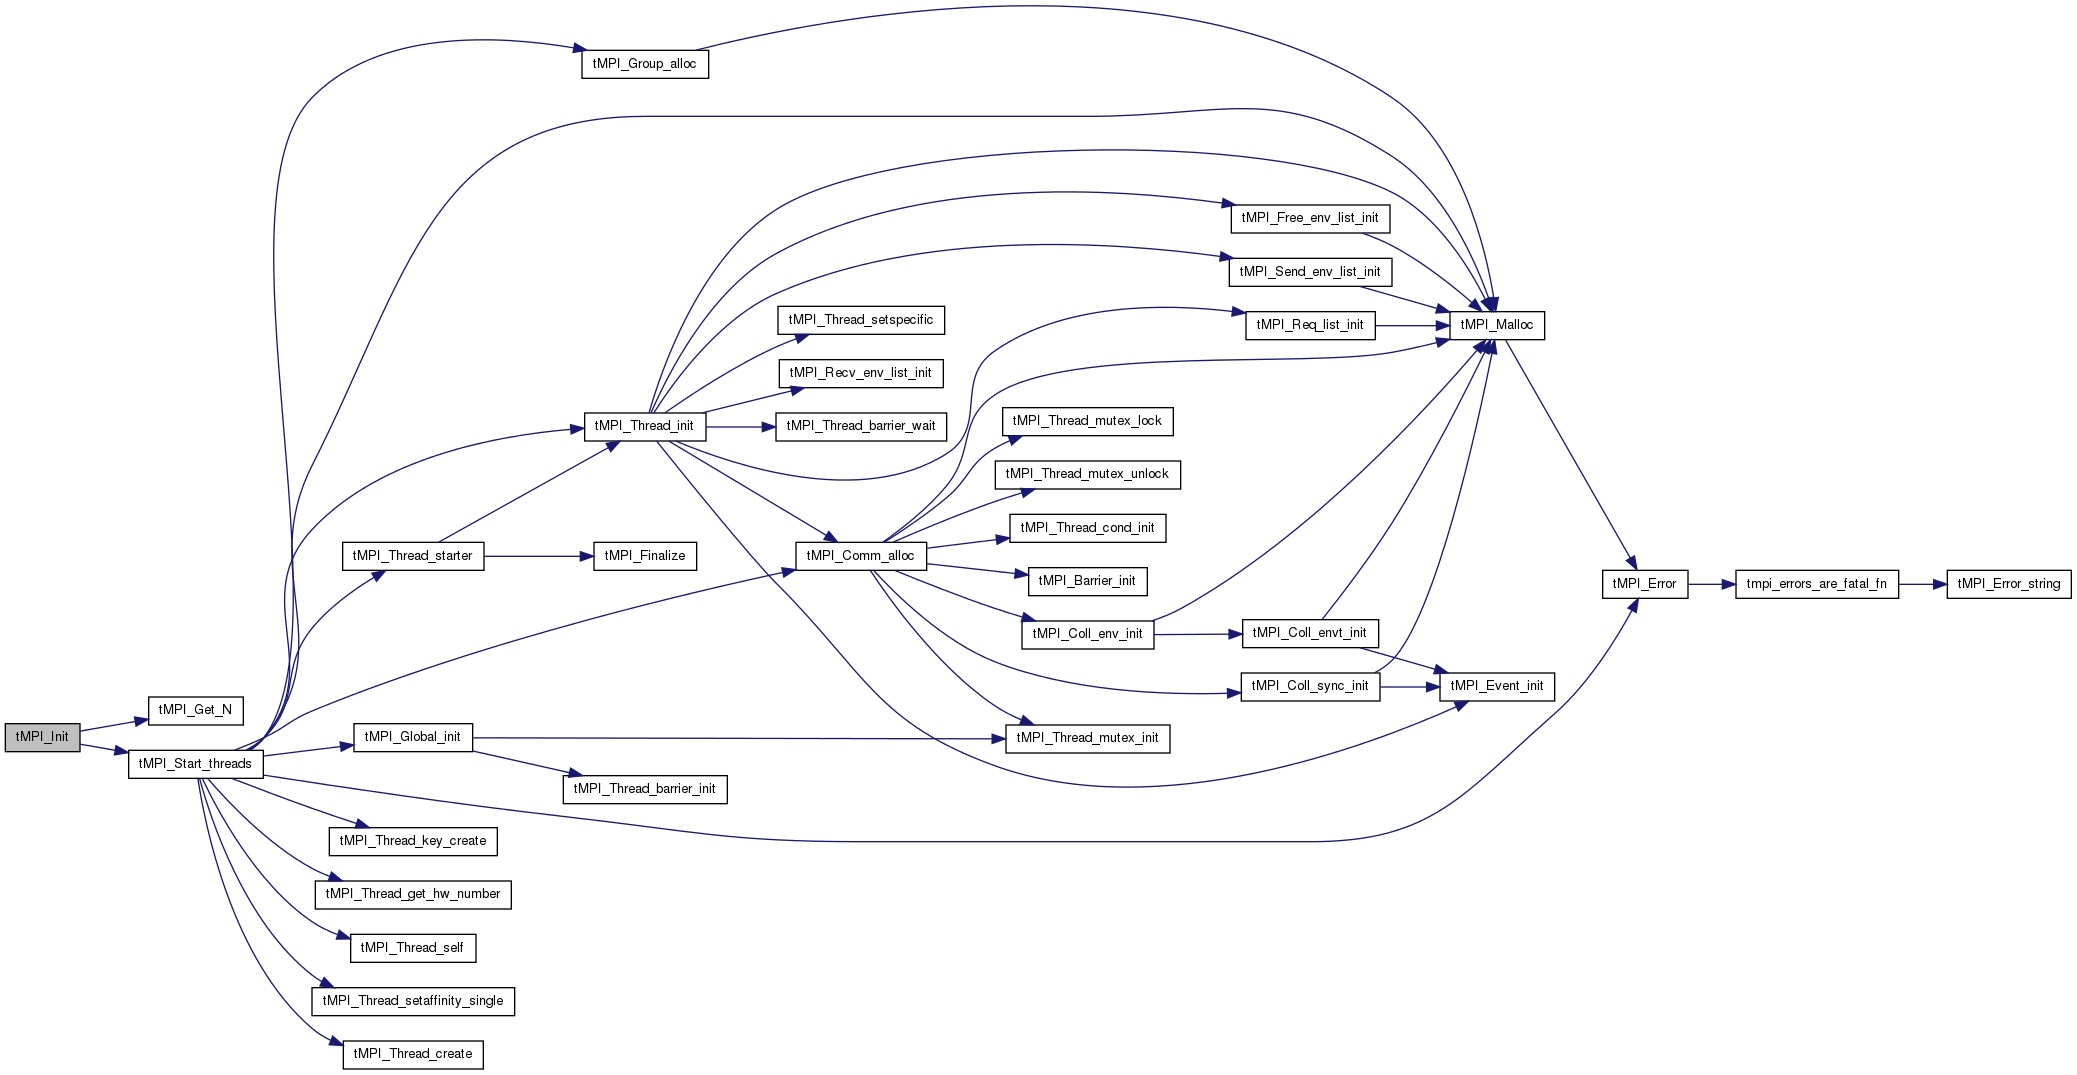 tMPI_Group_alloc
tMPI_Free_env_list_init
tMPI_Send_env_list_init
tMPI_Thread_setspecific
tMPI_Req_list_init
tMPI_Malloc
tMPI_Recv_env_list_init
tMPI_Thread_init
tMPI_Thread_barrier_wait
tMPI_Thread_mutex_lock
tMPI_Thread_mutex_unlock
tMPI_Thread_cond_init
tMPI_Thread_starter
tMPI_Finalize
tMPI_Comm_alloc
tMPI_Barrier_init
tMPI_Error
tmpi_errors_are_fatal_fn
tMPI_Error_string
tMPI_Coll_env_init
tMPI_Coll_envt_init
tMPI_Coll_sync_init
tMPI_Event_init
tMPI_Get_N
tMPI_Init
tMPI_Global_init
tMPI_Thread_mutex_init
tMPI_Start_threads
tMPI_Thread_barrier_init
tMPI_Thread_key_create
tMPI_Thread_get_hw_number
tMPI_Thread_self
tMPI_Thread_setaffinity_single
tMPI_Thread_create